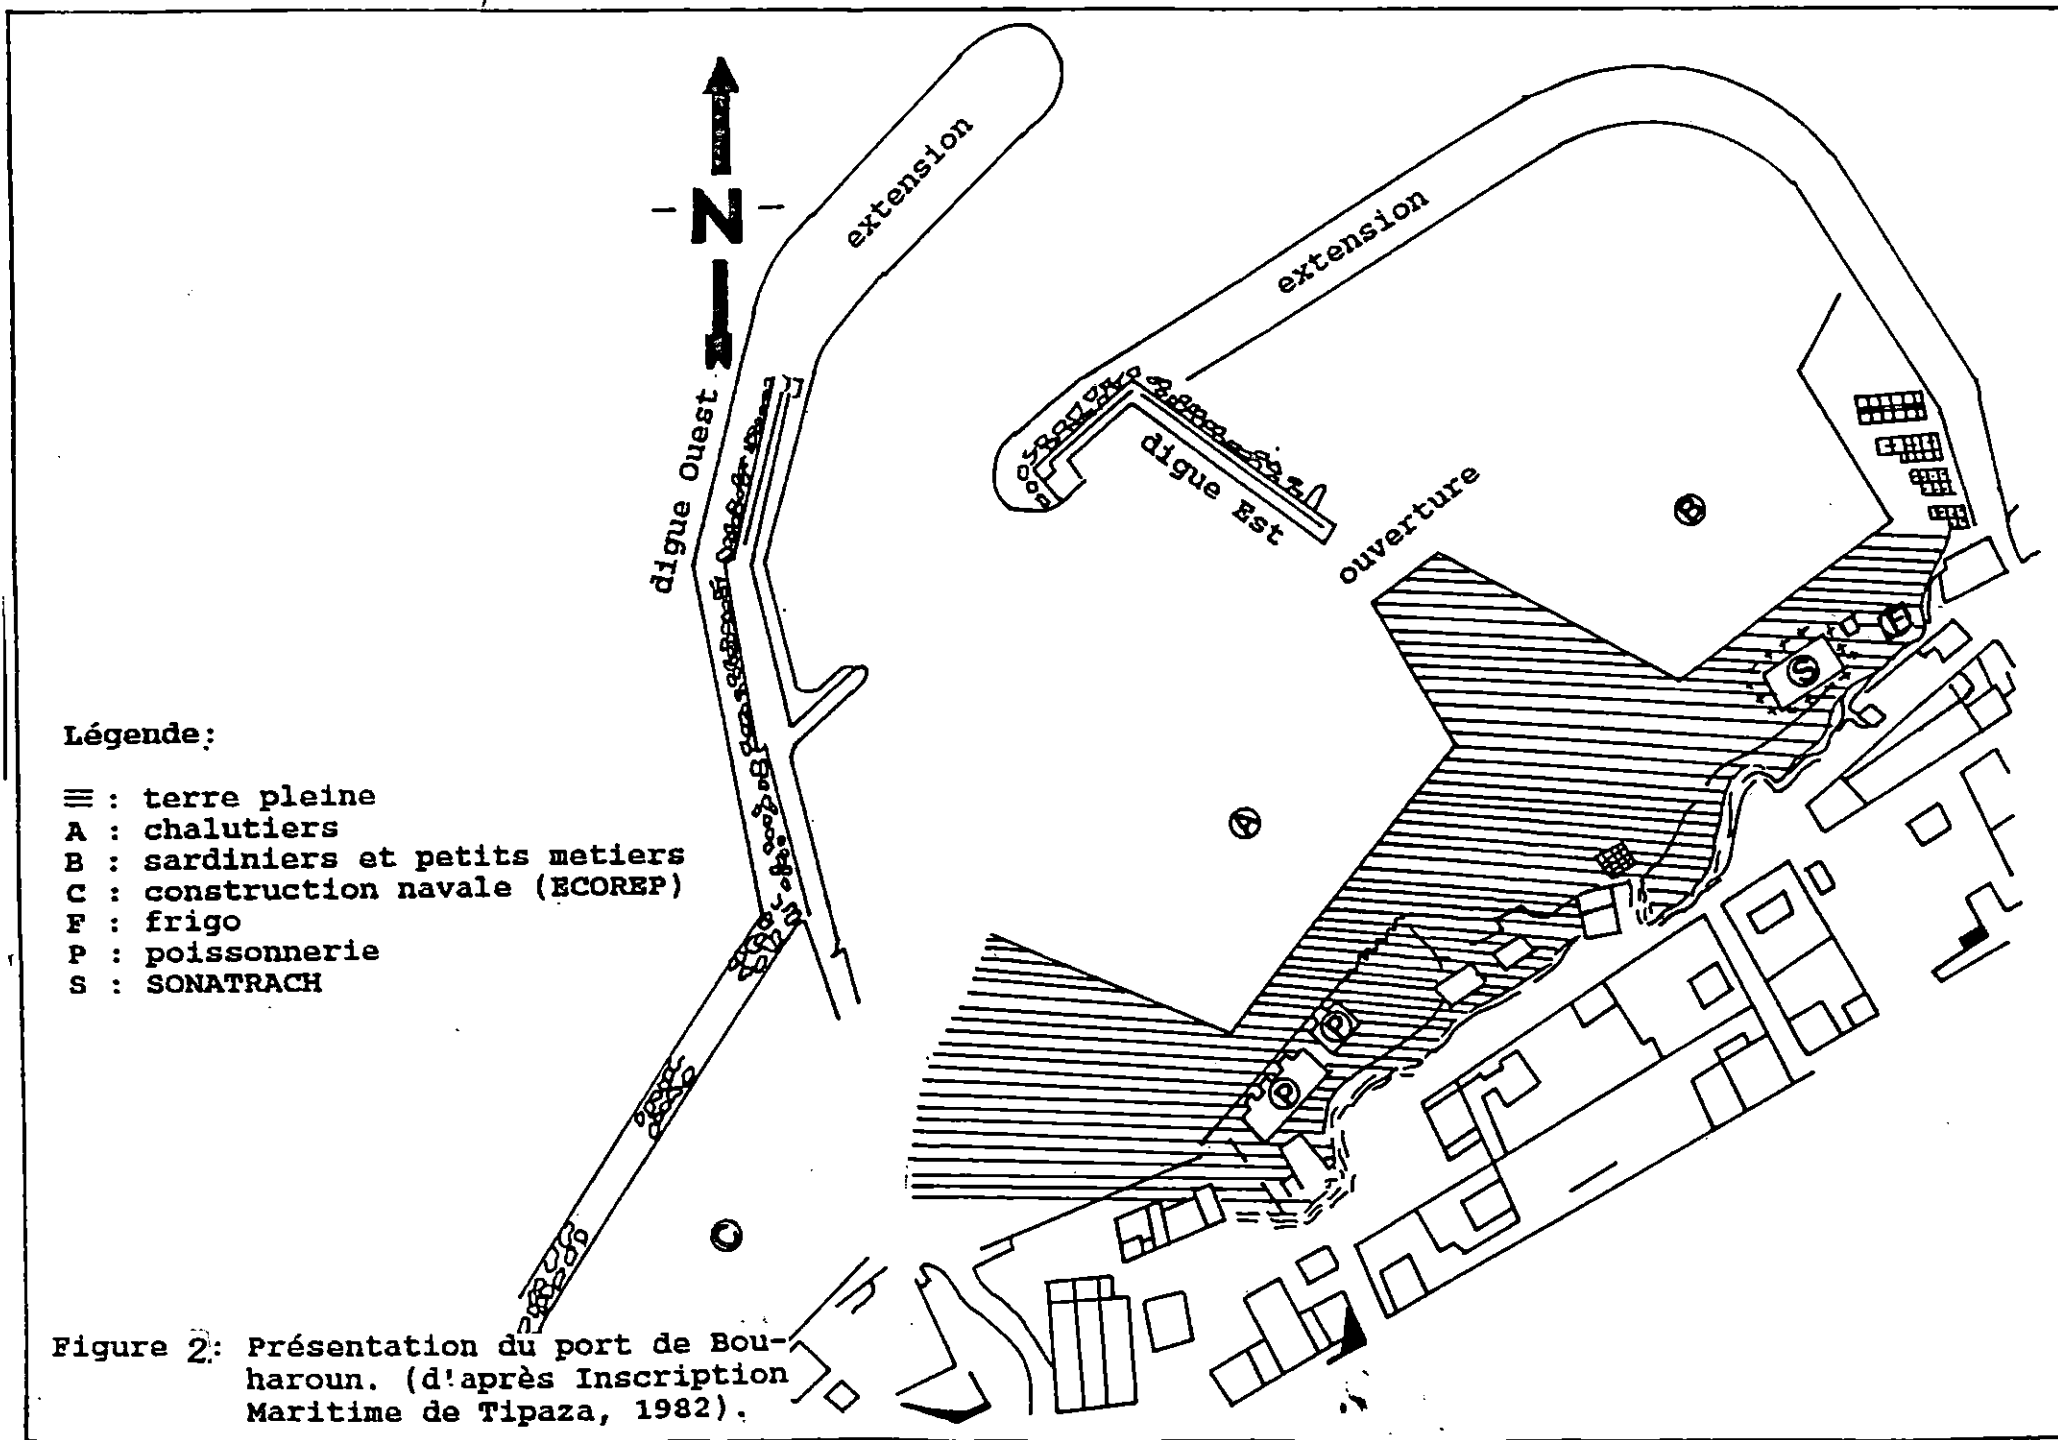 N
extension
extension
digue Ouest
digue Est
ouverture
B
S
F
A
P
P
C
Légende:
≡ : terre pleine
A : chalutiers
B : sardiniers et petits metiers
C : construction navale (ECOREP)
F : frigo
P : poissonnerie
S : SONATRACH
Figure 2: Présentation du port de Bou-
haroun. (d'après Inscription
Maritime de Tipaza, 1982).